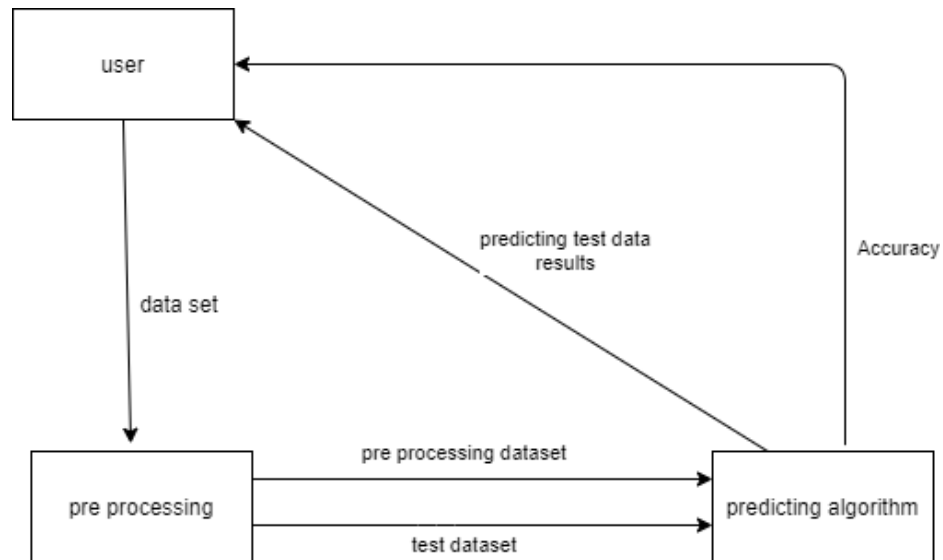 user
predicting test data
results
Accuracy
data set
pre processing dataset
pre processing
predicting algorithm
test dataset